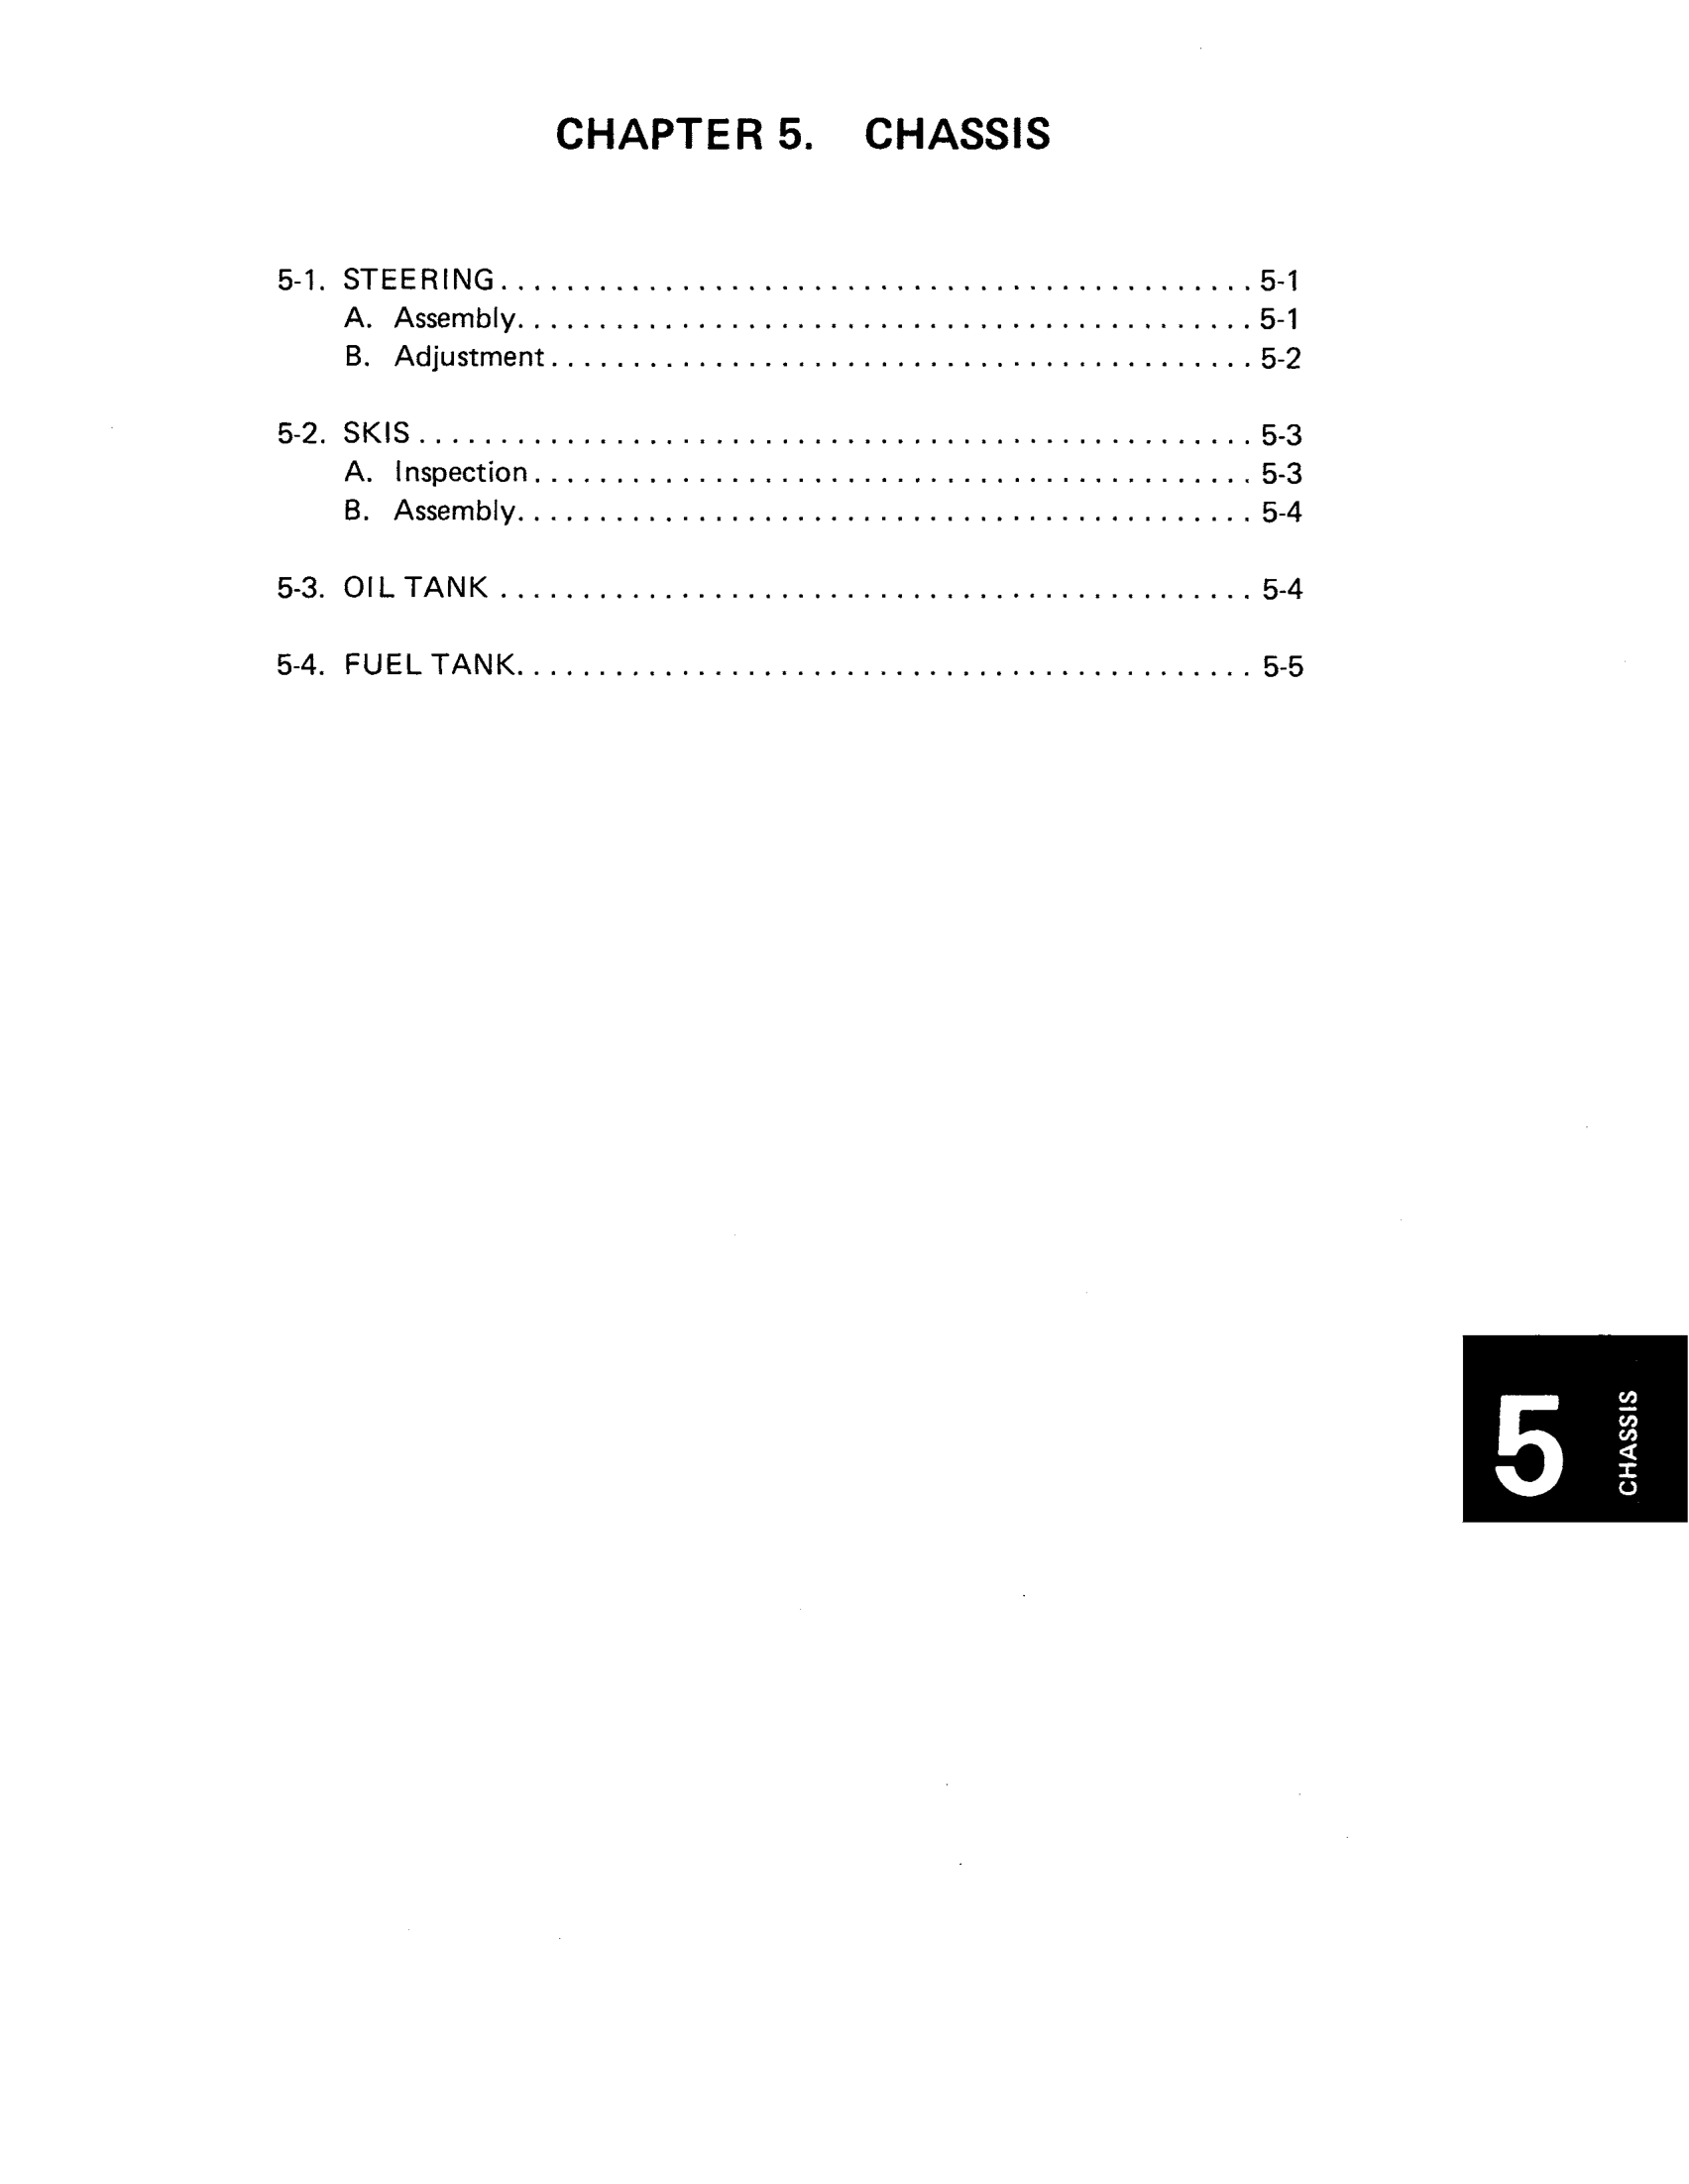 CHAPTER 5. CHASSIS
5-1. STEERING . . . . . . . . . . . . . . . . . . . . . . . . . . . . . . . . . . . . . . . . . . . . . . 5-1
A. Assembly. . . . . . . . . . . . . . . . . . . . . . . . . . . . . . . . . . . . . . . . . . . . . 5-1
B. Adjustment . . . . . . . . . . . . . . . . . . . . . . . . . . . . . . . . . . . . . . . . . . . 5-2
5-2. SKIS . . . . . . . . . . . . . . . . . . . . . . . . . . . . . . . . . . . . . . . . . . . . . . . . . . . 5-3
A. Inspection . . . . . . . . . . . . . . . . . . . . . . . . . . . . . . . . . . . . . . . . . . . . 5-3
B. Assembly. . . . . . . . . . . . . . . . . . . . . . . . . . . . . . . . . . . . . . . . . . . . . 5-4
5-3. OIL TANK . . . . . . . . . . . . . . . . . . . . . . . . . . . . . . . . . . . . . . . . . . . . . . 5-4
5-4. FUEL TANK. . . . . . . . . . . . . . . . . . . . . . . . . . . . . . . . . . . . . . . . . . . . . 5-5
5 CHASSIS